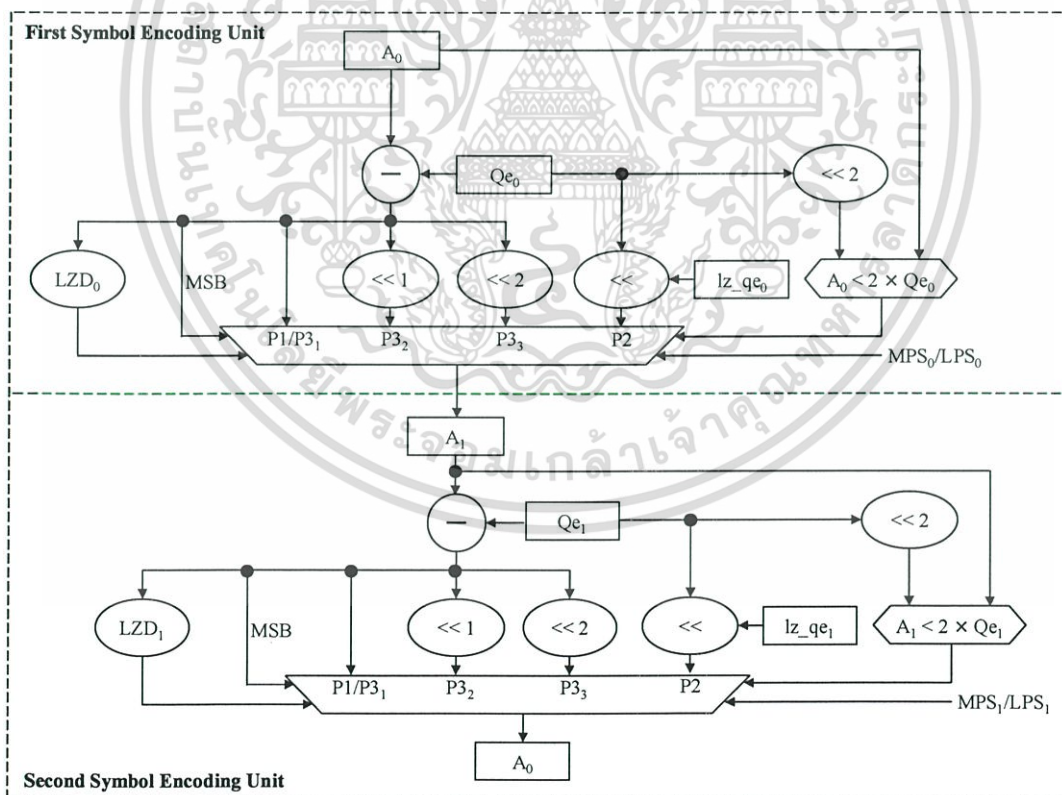 First Symbol Encoding Unit
A₀
−
Qe₀
<< 2
LZD₀
MSB
<< 1
<< 2
<<
lz_qe₀
A₀ < 2 × Qe₀
P1/P3₁
P3₂
P3₃
P2
MPS₀/LPS₀
A₁
−
Qe₁
<< 2
LZD₁
MSB
<< 1
<< 2
<<
lz_qe₁
A₁ < 2 × Qe₁
P1/P3₁
P3₂
P3₃
P2
MPS₁/LPS₁
A₀
Second Symbol Encoding Unit